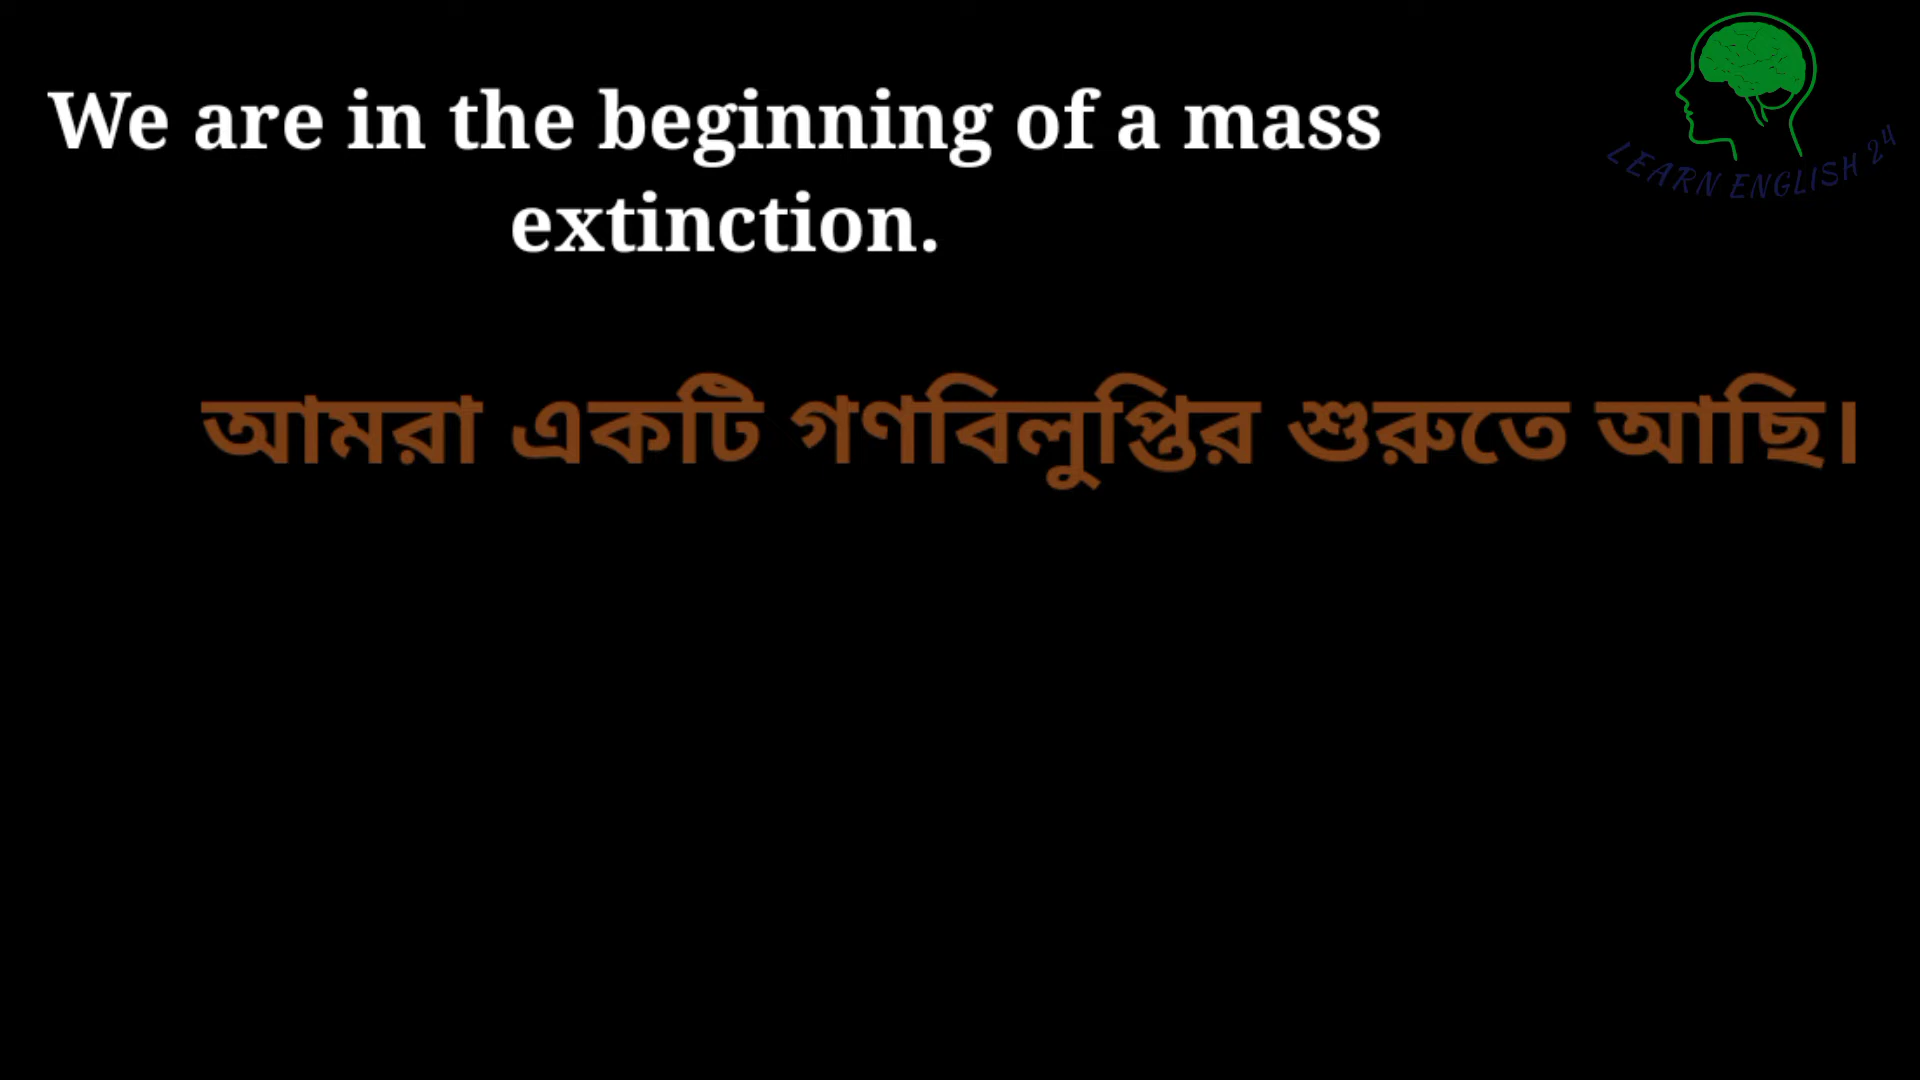 We are in the beginning of a mass
extinction.
LEARN ENGLISH 24
আমরা একটি গণবিলুপ্তির শুরুতে আছি।